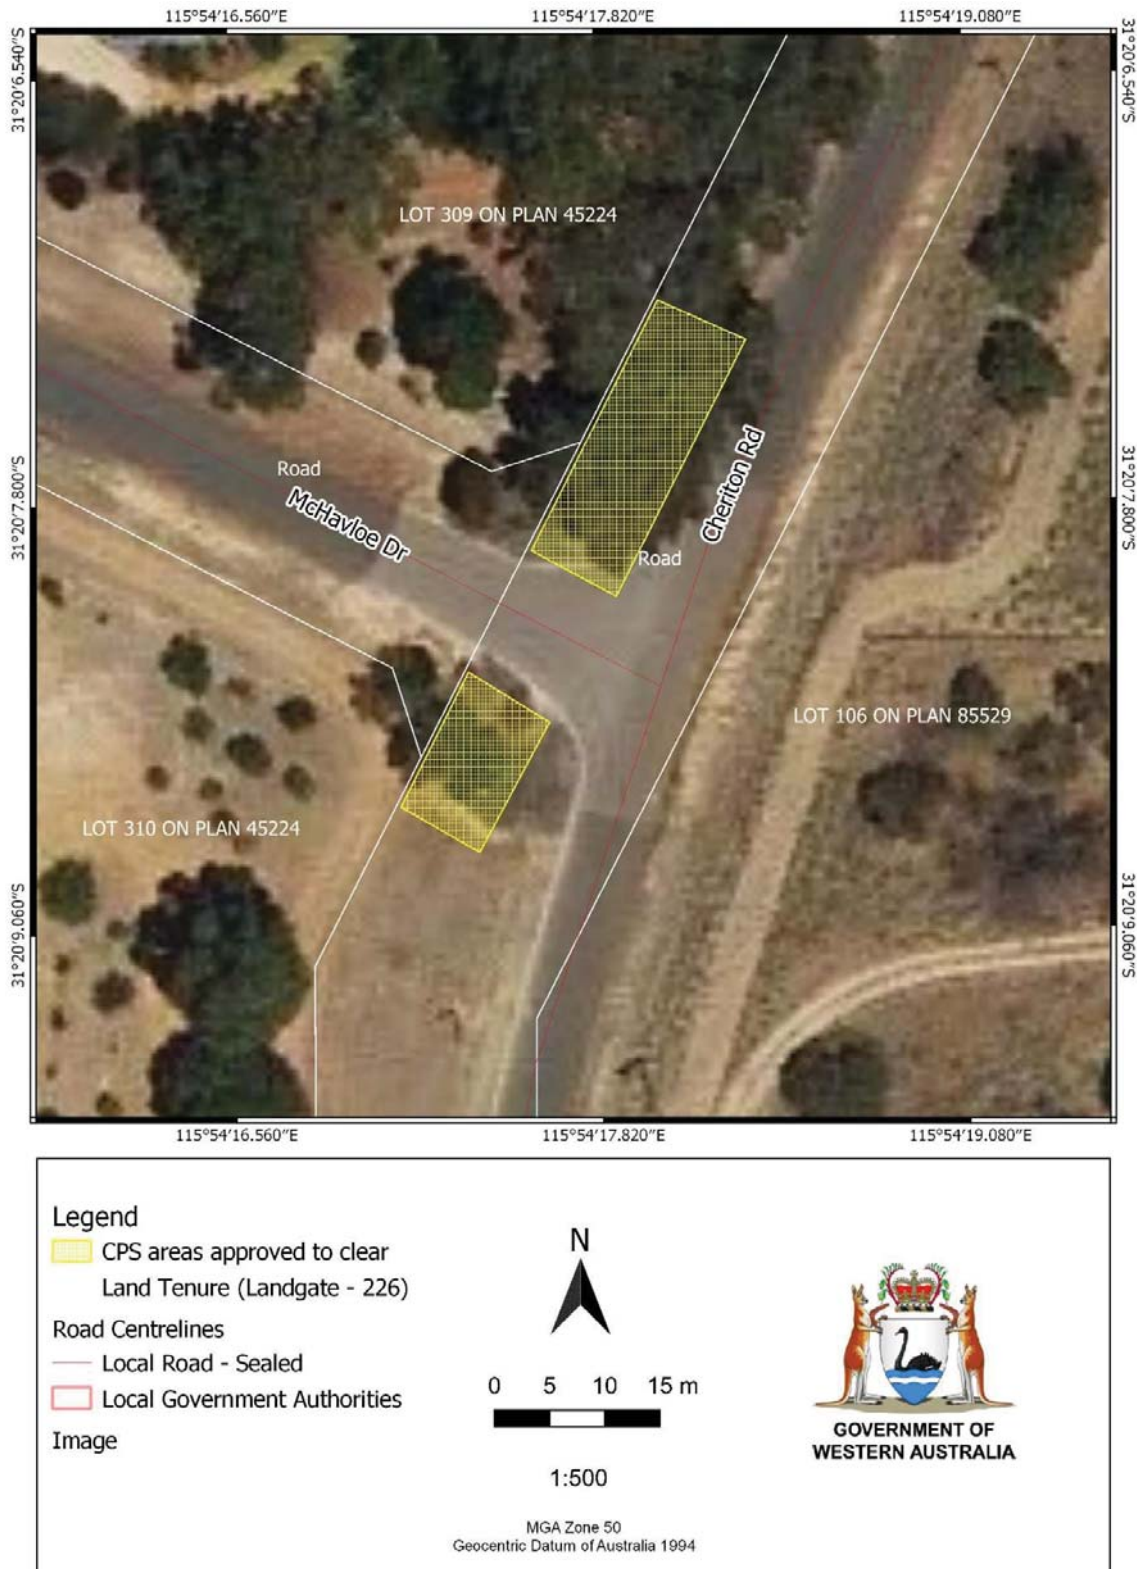 115°54'16.560"E 115°54'17.820"E 115°54'19.080"E
31°20'6.540"S
31°20'6.540"S
LOT 309 ON PLAN 45224
Cheriton Rd
31°20'7.800"S
31°20'7.800"S
Road
McHavloe Dr
Road
LOT 106 ON PLAN 85529
LOT 310 ON PLAN 45224
31°20'9.060"S
31°20'9.060"S
115°54'16.560"E 115°54'17.820"E 115°54'19.080"E
Legend
CPS areas approved to clear
Land Tenure (Landgate - 226)
Road Centrelines
Local Road - Sealed
Local Government Authorities
Image
N
0 5 10 15 m
1:500
MGA Zone 50
Geocentric Datum of Australia 1994
GOVERNMENT OF
WESTERN AUSTRALIA